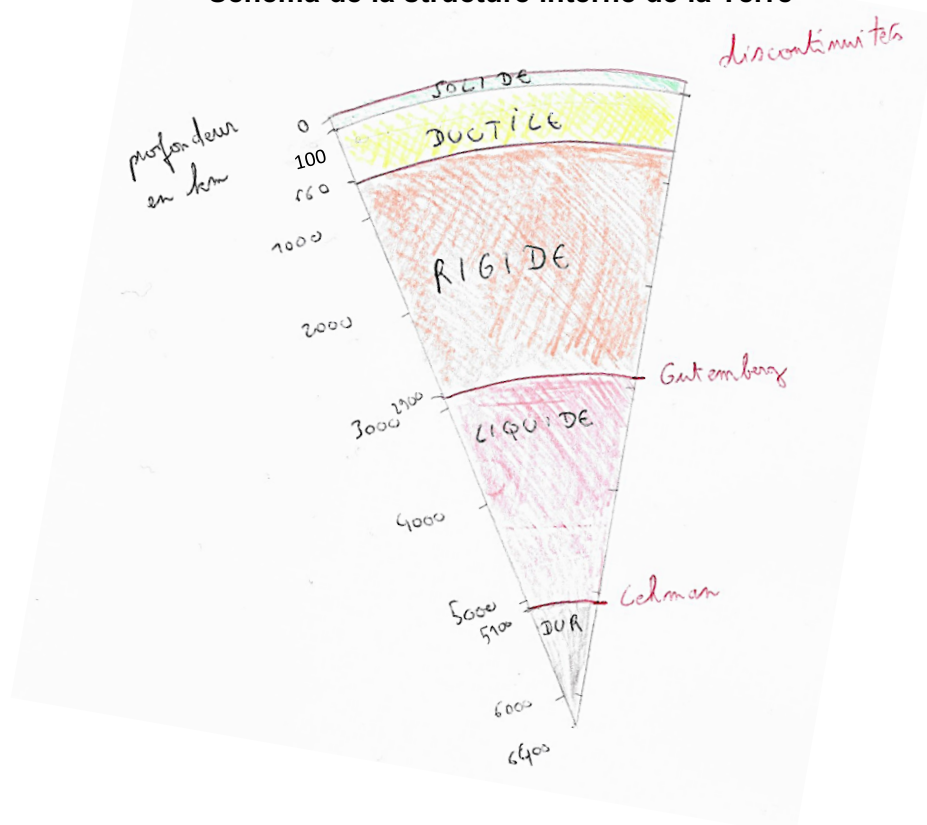 Schéma de la structure interne de la Terre
discontinuités
SOLIDE
0
profondeur
en km
DUCTILE
100
660
1000
RIGIDE
2000
Gutemberg
2900
3000
LIQUIDE
4000
Lehman
5000
5100
DUR
6000
6400